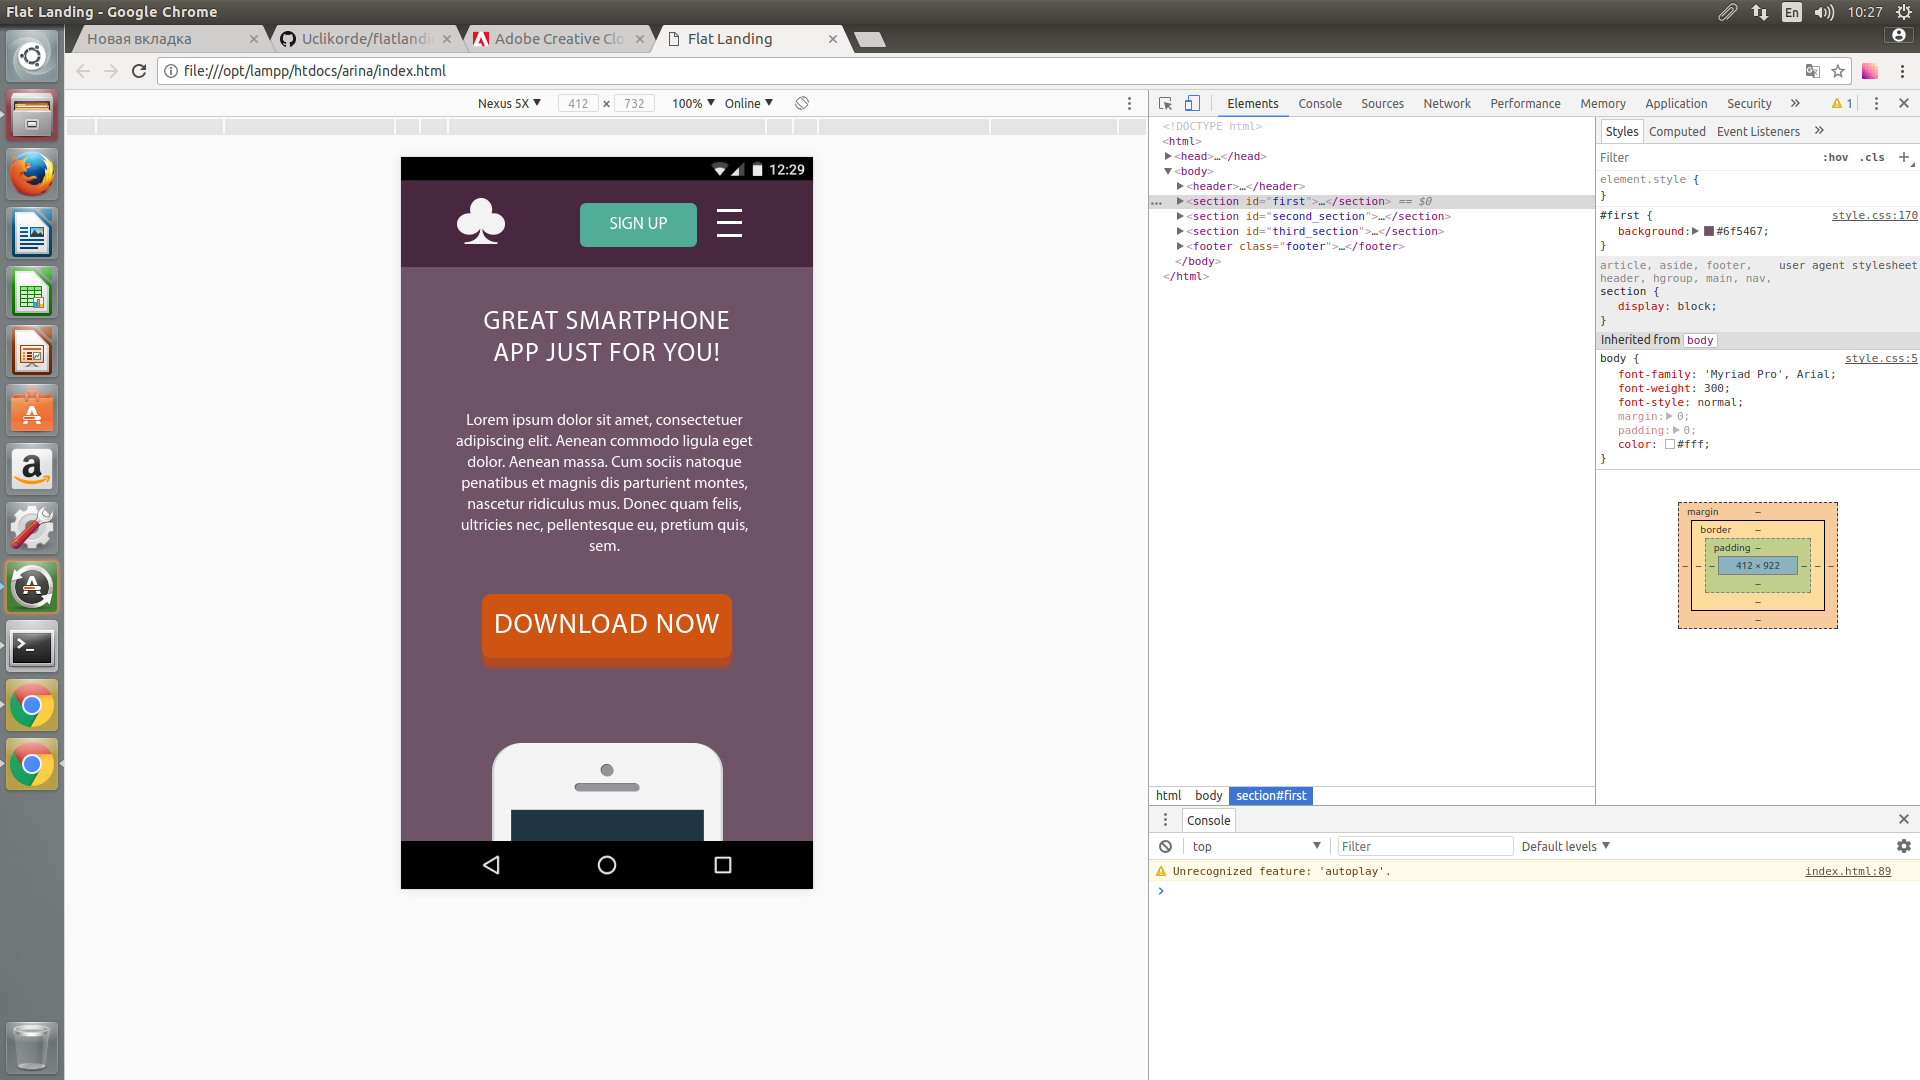 Flat Landing - Google Chrome
En
10:27
Новая вкладка
Uclikorde/flatlandi
Adobe Creative Clo
Flat Landing
file:///opt/lampp/htdocs/arina/index.html
Nexus 5X ▼ 412 × 732 100% ▼ Online ▼
Elements Console Sources Network Performance Memory Application Security » 1
12:29
SIGN UP
GREAT SMARTPHONE
APP JUST FOR YOU!
Lorem ipsum dolor sit amet, consectetuer
adipiscing elit. Aenean commodo ligula eget
dolor. Aenean massa. Cum sociis natoque
penatibus et magnis dis parturient montes,
nascetur ridiculus mus. Donec quam felis,
ultricies nec, pellentesque eu, pretium quis,
sem.
DOWNLOAD NOW
<!DOCTYPE html>
<html>
▶<head>…</head>
▼<body>
▶<header>…</header>
… ▶<section id="first">…</section> == $0
▶<section id="second_section">…</section>
▶<section id="third_section">…</section>
▶<footer class="footer">…</footer>
</body>
</html>
html body section#first
Styles Computed Event Listeners »
Filter :hov .cls +
element.style {
}
#first { style.css:170
background:▶ #6f5467;
}
article, aside, footer, user agent stylesheet
header, hgroup, main, nav,
section {
display: block;
}
Inherited from body
body { style.css:5
font-family: 'Myriad Pro', Arial;
font-weight: 300;
font-style: normal;
margin:▶ 0;
padding:▶ 0;
color: #fff;
}
margin –
border –
padding –
– – – 412 × 922 – – –
–
–
–
Console
top ▼ Filter Default levels ▼
Unrecognized feature: 'autoplay'. index.html:89
>